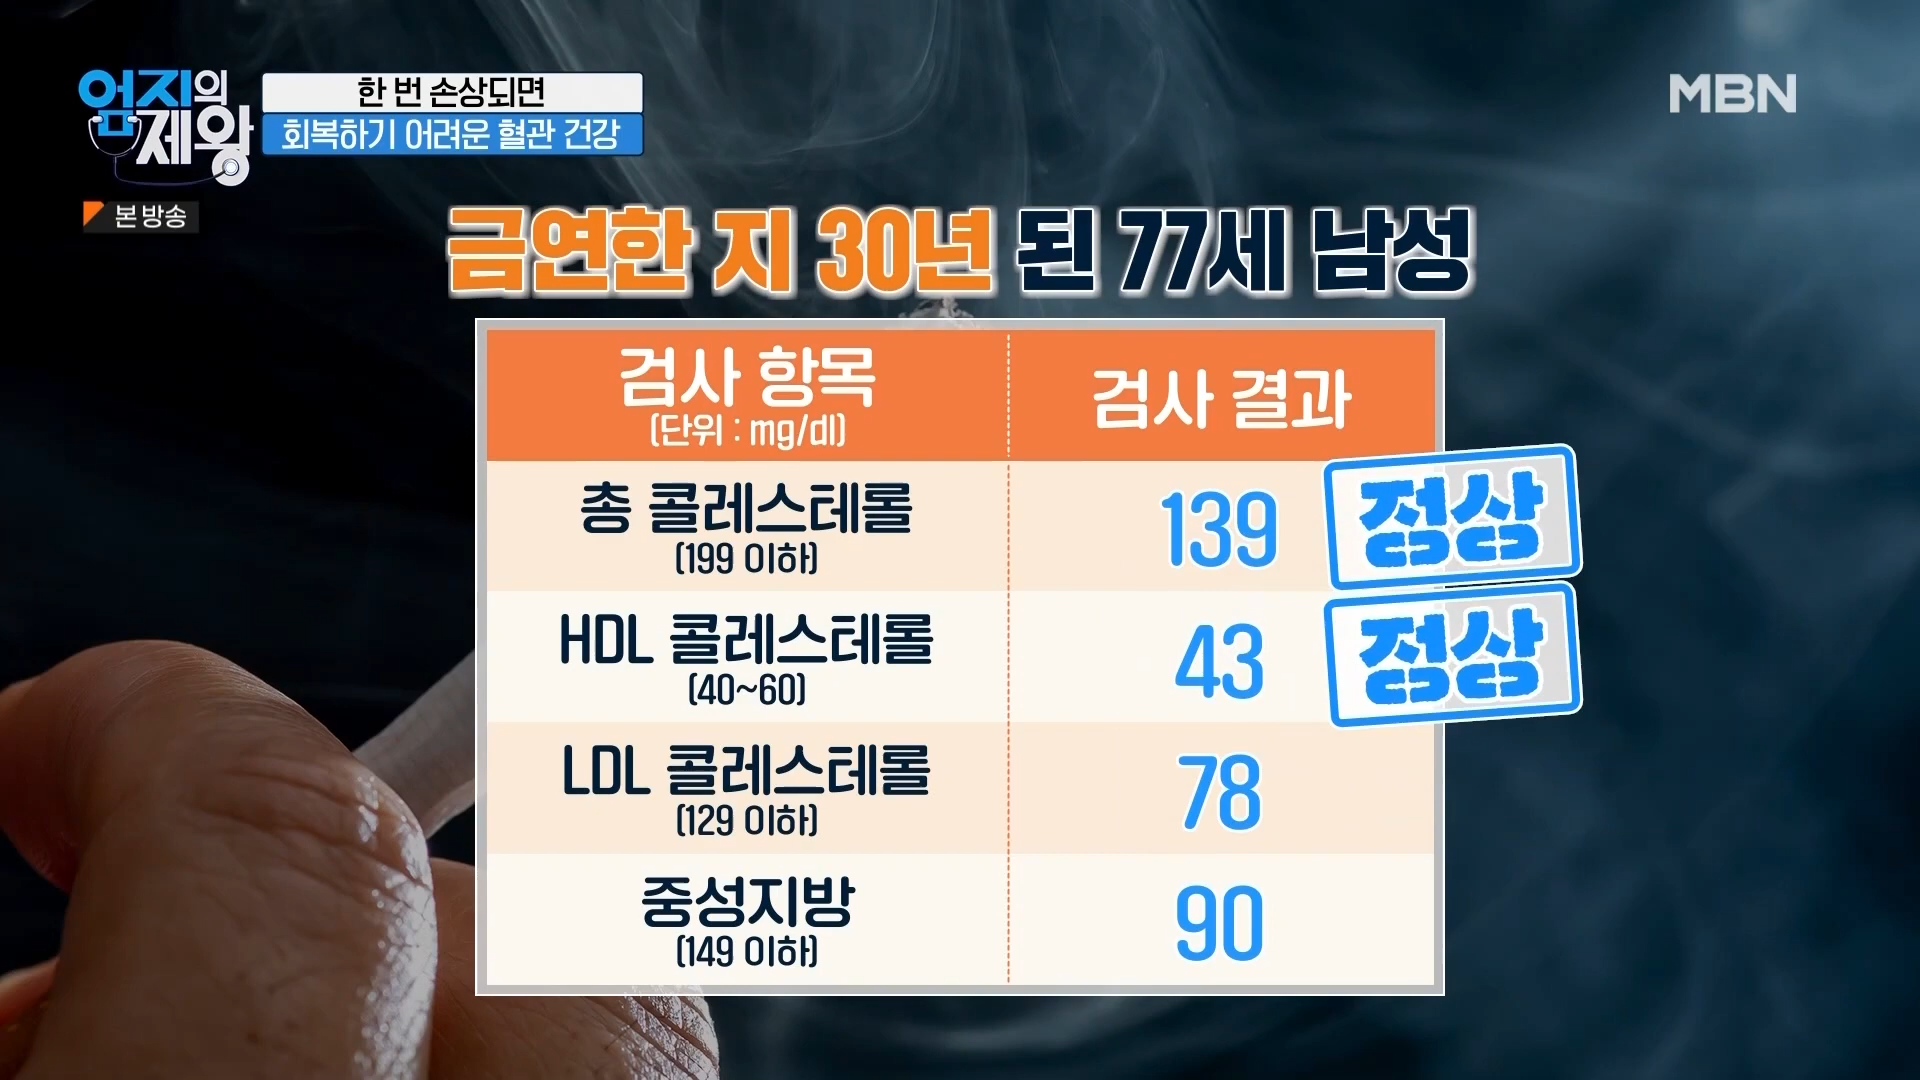 엄지의 제왕
한 번 손상되면
회복하기 어려운 혈관 건강
MBN
본 방송
금연한 지 30년 된 77세 남성
검사 항목
(단위 : mg/dl)
검사 결과
총 콜레스테롤
(199 이하)
139
정상
HDL 콜레스테롤
(40~60)
43
정상
LDL 콜레스테롤
(129 이하)
78
중성지방
(149 이하)
90